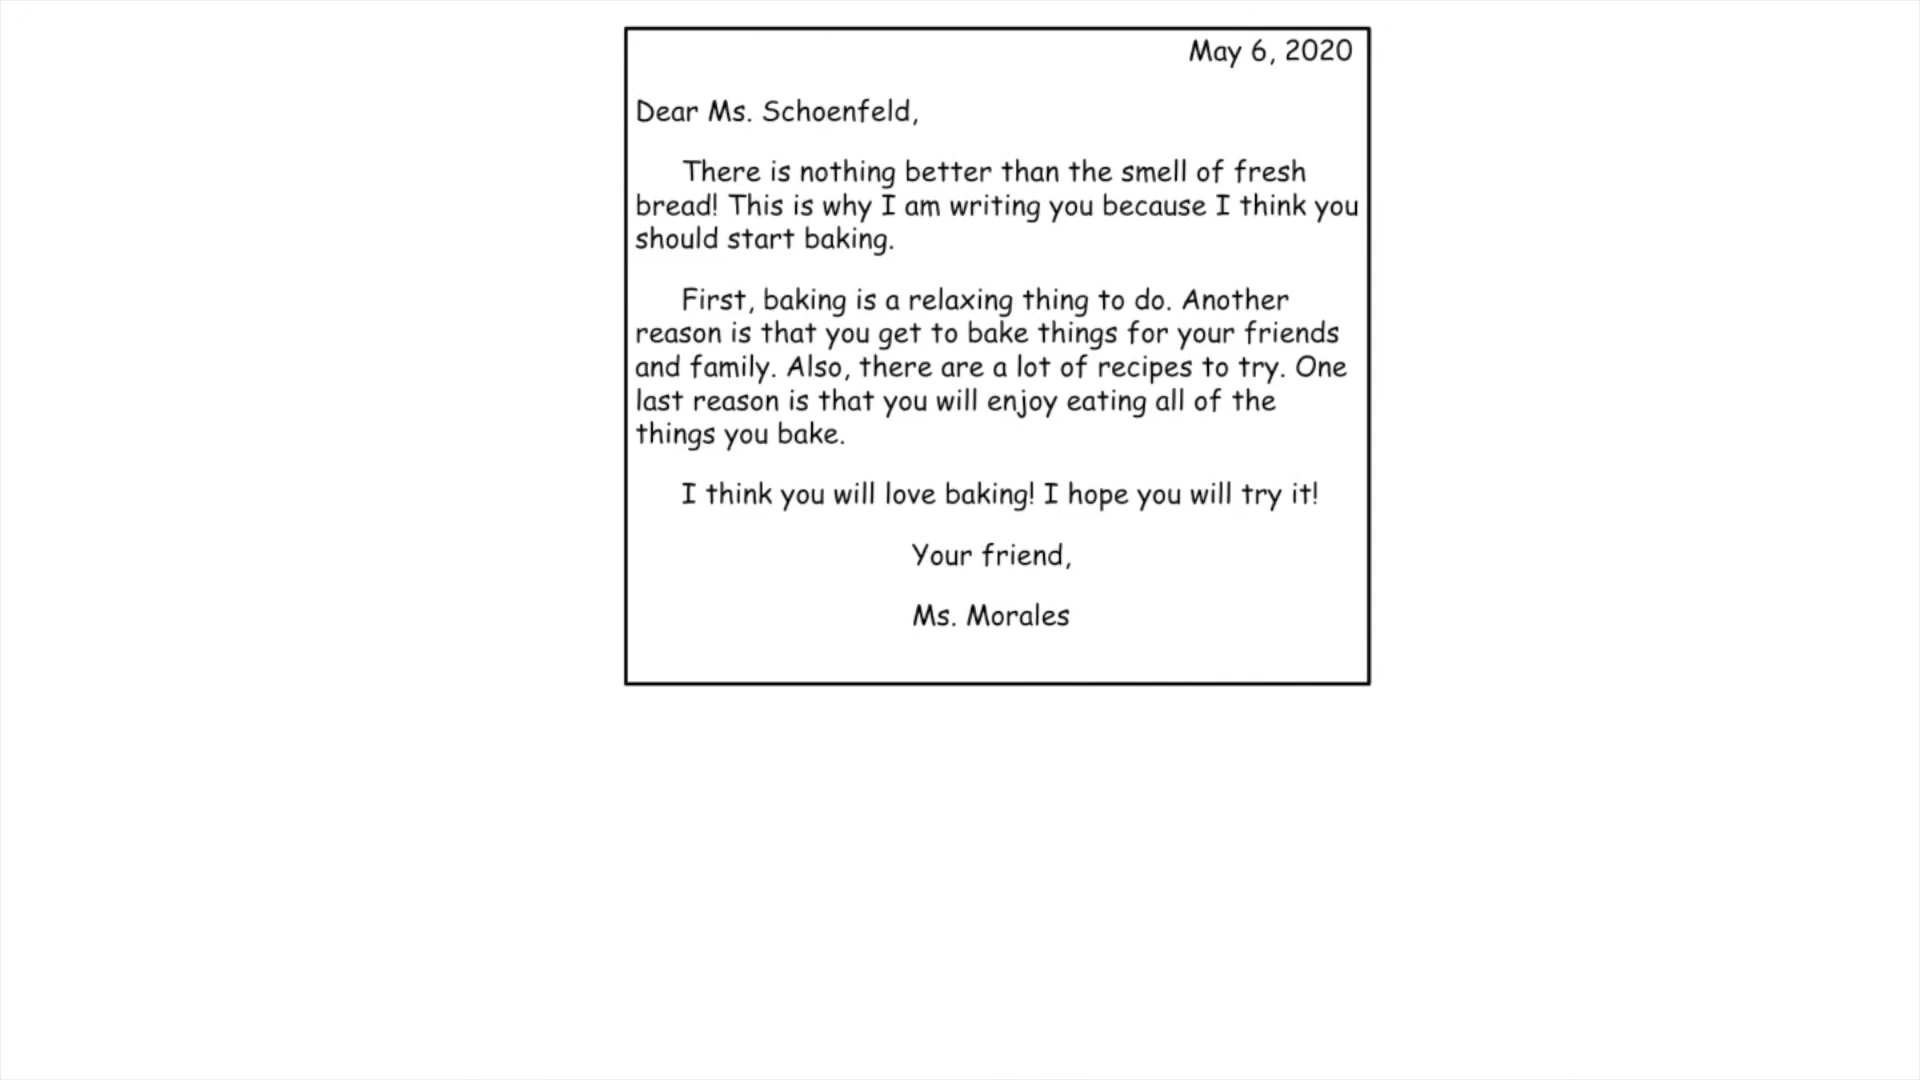 May 6, 2020
Dear Ms. Schoenfeld,
There is nothing better than the smell of fresh
bread! This is why I am writing you because I think you
should start baking.
First, baking is a relaxing thing to do. Another
reason is that you get to bake things for your friends
and family. Also, there are a lot of recipes to try. One
last reason is that you will enjoy eating all of the
things you bake.
I think you will love baking! I hope you will try it!
Your friend,
Ms. Morales